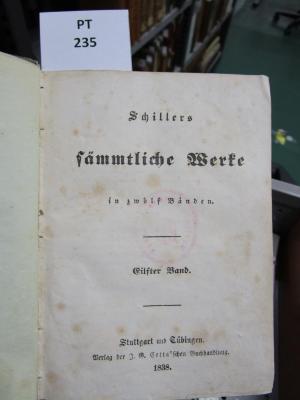 PT
235
Schillers
sämmtliche Werke
in zwölf Bänden.
Eilfter Band.
Stuttgart und Tübingen.
Verlag der J. G. Cotta'schen Buchhandlung.
1838.